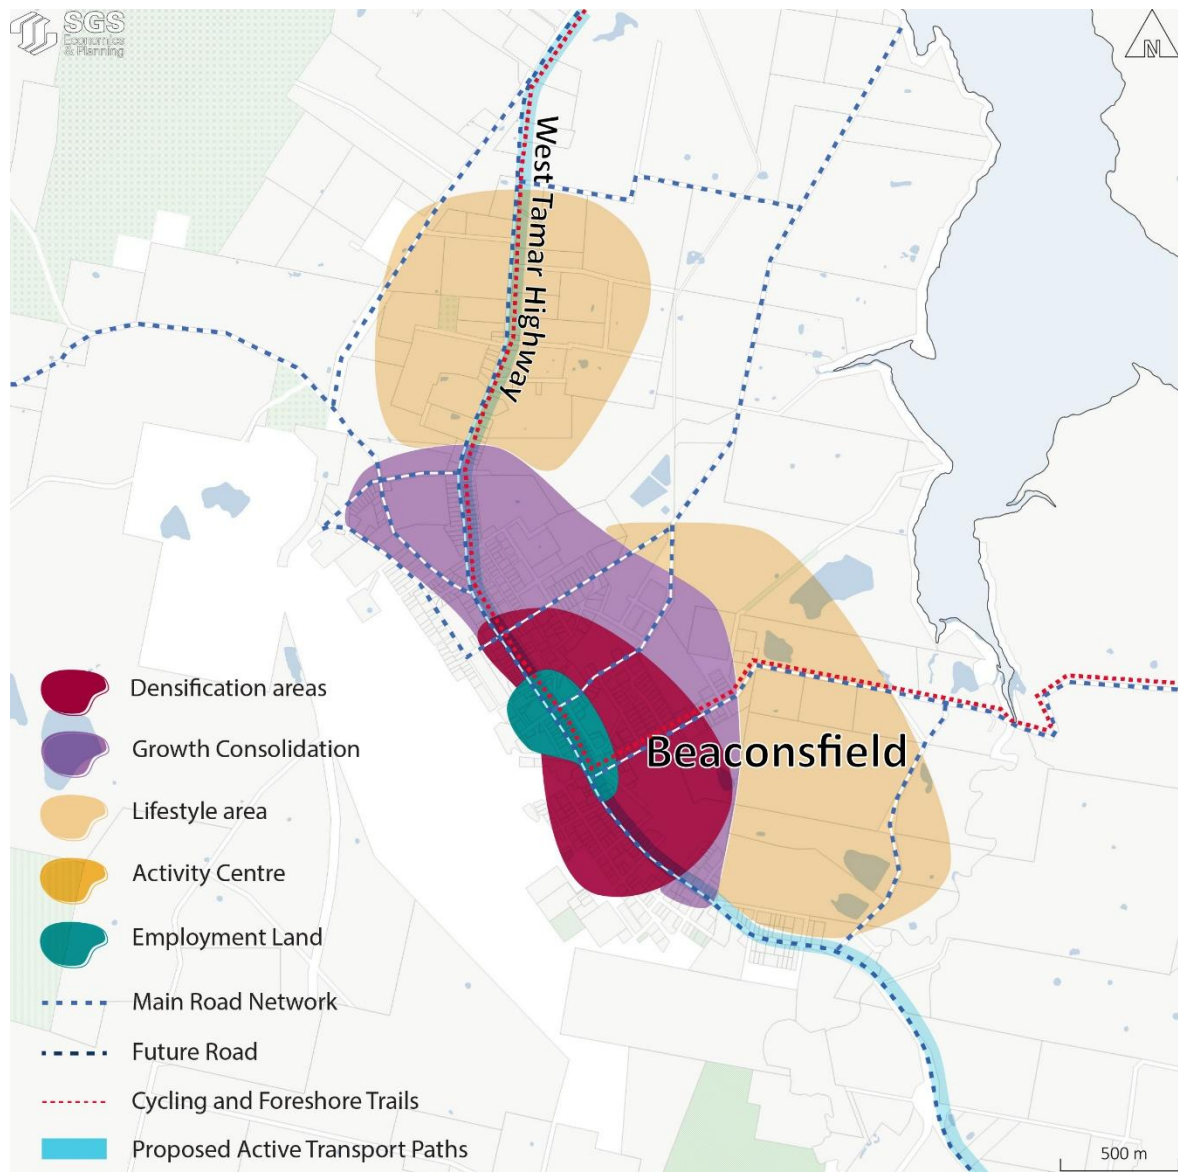 SGS
Economics
& Planning
N
West Tamar Highway
Beaconsfield
Densification areas
Growth Consolidation
Lifestyle area
Activity Centre
Employment Land
Main Road Network
Future Road
Cycling and Foreshore Trails
Proposed Active Transport Paths
500 m